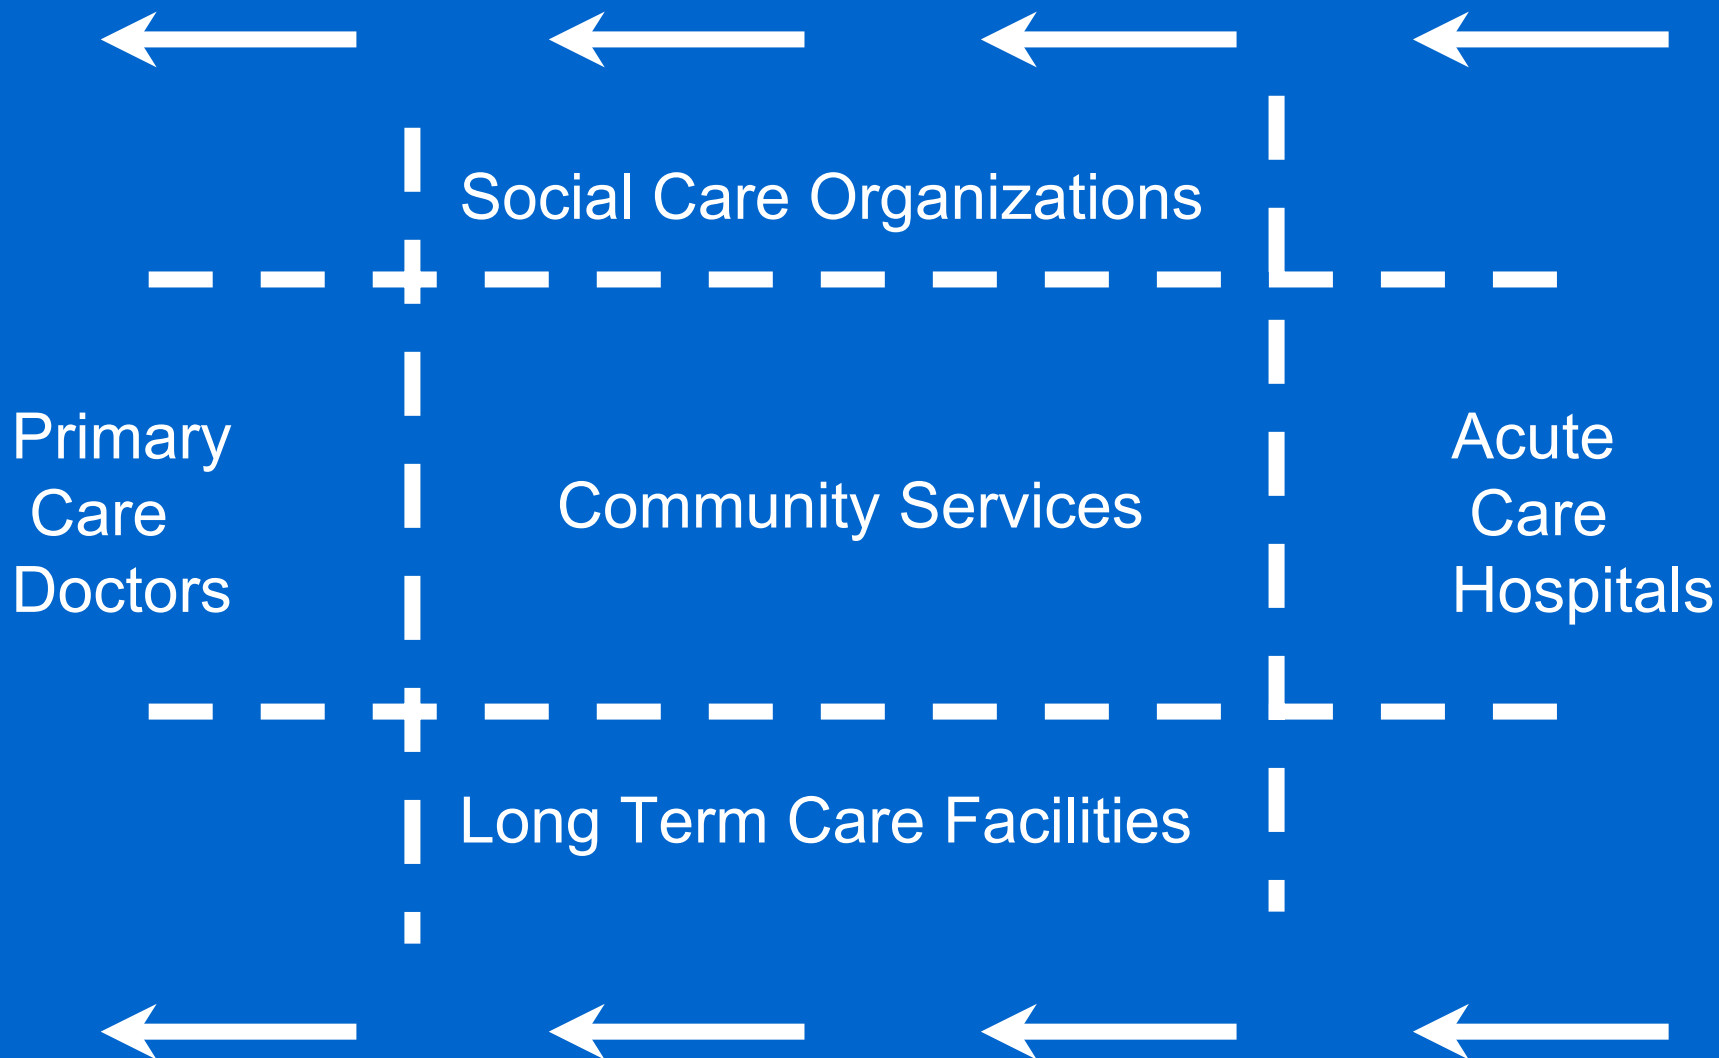 Social Care Organizations
Primary
Care
Doctors
Community Services
Acute
Care
Hospitals
Long Term Care Facilities